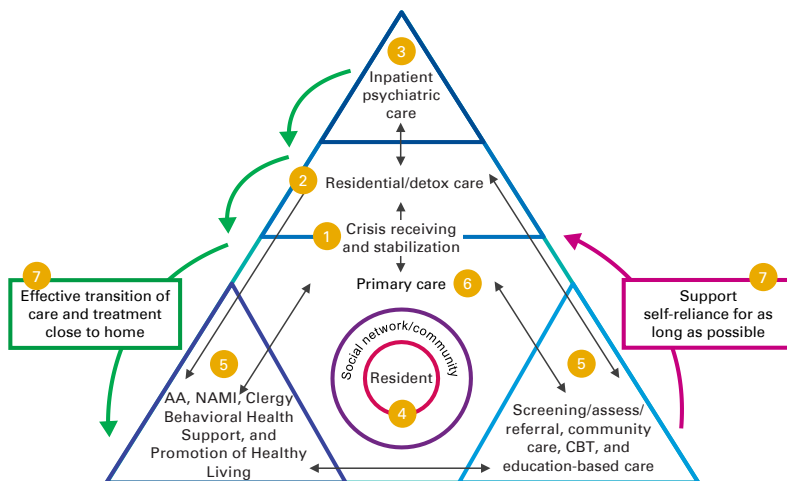 3
Inpatient
psychiatric
care
2
Residential/detox care
1
Crisis receiving
and stabilization
7
Effective transition of
care and treatment
close to home
Primary care
6
7
Support
self-reliance for as
long as possible
Social network/community
Resident
4
5
AA, NAMI, Clergy
Behavioral Health
Support, and
Promotion of Healthy
Living
5
Screening/assess/
referral, community
care, CBT, and
education-based care